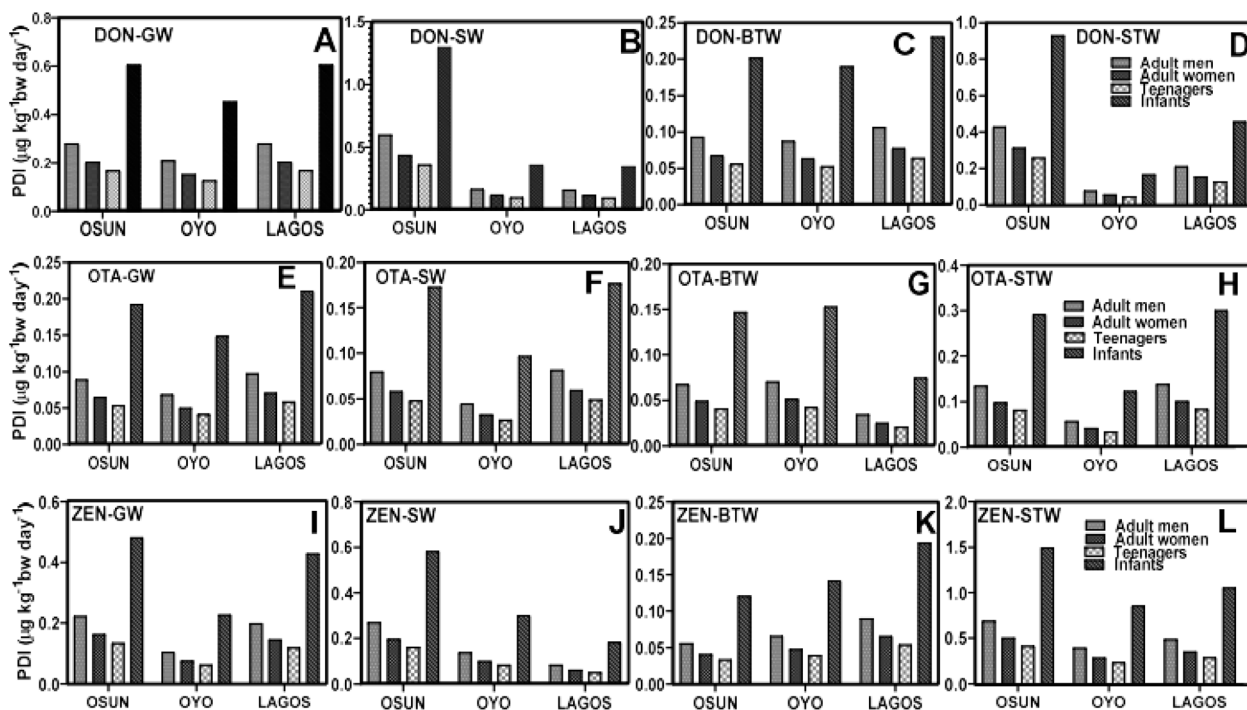 DON-GW A
DON-SW B
DON-BTW C
DON-STW D
Adult men
Adult women
Teenagers
Infants
PDI (µg kg⁻¹bw day⁻¹)
0.8
0.6
0.4
0.2
0.0
OSUN OYO LAGOS
1.5
1.0
0.5
0.0
OSUN OYO LAGOS
0.25
0.20
0.15
0.10
0.05
0.00
OSUN OYO LAGOS
1.0
0.8
0.6
0.4
0.2
0.0
OSUN OYO LAGOS
OTA-GW E
OTA-SW F
OTA-BTW G
OTA-STW H
Adult men
Adult women
Teenagers
Infants
PDI (µg kg⁻¹bw day⁻¹)
0.25
0.20
0.15
0.10
0.05
0.00
OSUN OYO LAGOS
0.20
0.15
0.10
0.05
0.00
OSUN OYO LAGOS
0.20
0.15
0.10
0.05
0.00
OSUN OYO LAGOS
0.4
0.3
0.2
0.1
0.0
OSUN OYO LAGOS
ZEN-GW I
ZEN-SW J
ZEN-BTW K
ZEN-STW L
Adult men
Adult women
Teenagers
Infants
PDI (µg kg⁻¹bw day⁻¹)
0.6
0.4
0.2
0.0
OSUN OYO LAGOS
0.8
0.6
0.4
0.2
0.0
OSUN OYO LAGOS
0.25
0.20
0.15
0.10
0.05
0.00
OSUN OYO LAGOS
2.0
1.5
1.0
0.5
0.0
OSUN OYO LAGOS